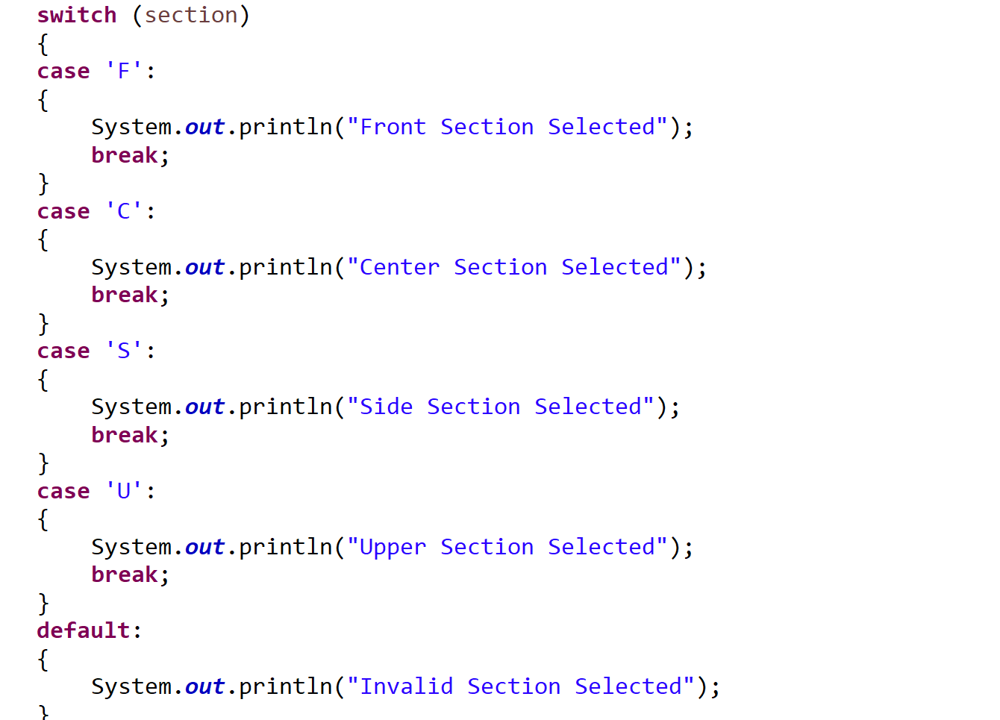 switch (section)
{
case 'F':
{
    System.out.println("Front Section Selected");
    break;
}
case 'C':
{
    System.out.println("Center Section Selected");
    break;
}
case 'S':
{
    System.out.println("Side Section Selected");
    break;
}
case 'U':
{
    System.out.println("Upper Section Selected");
    break;
}
default:
{
    System.out.println("Invalid Section Selected");
}